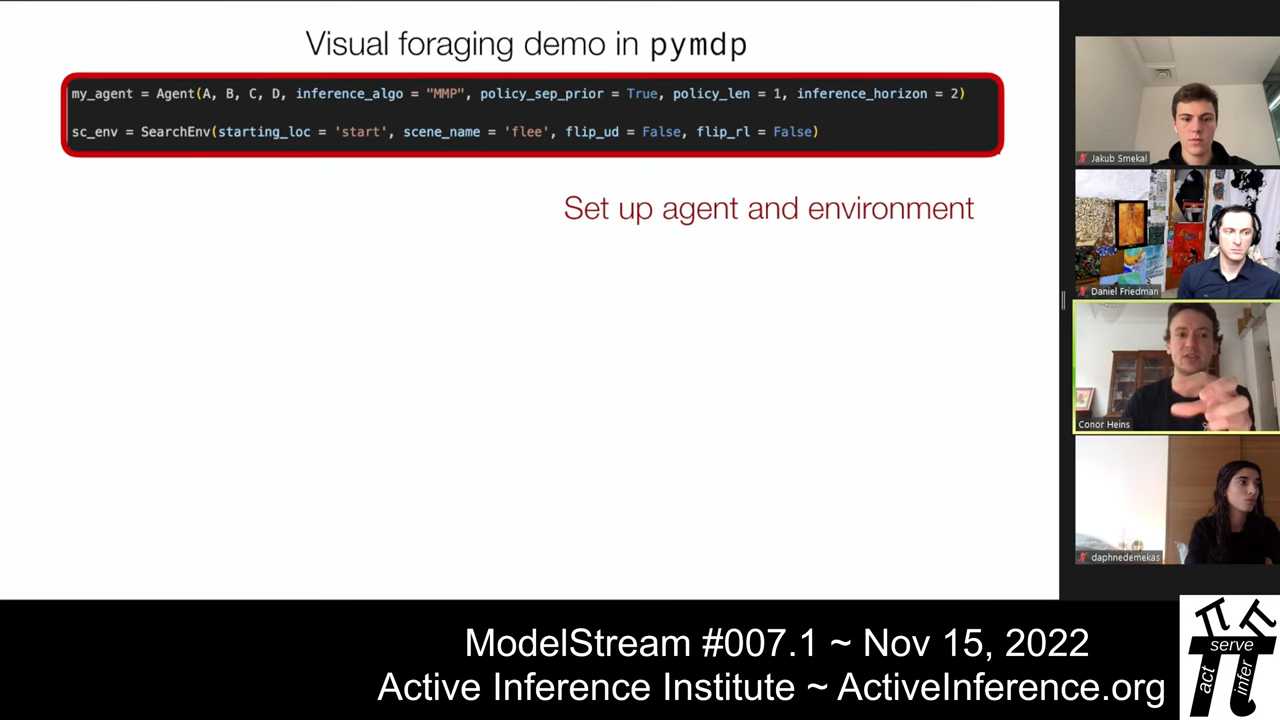 Visual foraging demo in pymdp
my_agent = Agent(A, B, C, D, inference_algo = "MMP", policy_sep_prior = True, policy_len = 1, inference_horizon = 2)
sc_env = SearchEnv(starting_loc = 'start', scene_name = 'flee', flip_ud = False, flip_rl = False)
Set up agent and environment
Jakub Smekal
Daniel Friedman
Conor Heins
daphnedemekas
ModelStream #007.1 ~ Nov 15, 2022
Active Inference Institute ~ ActiveInference.org
serve
act
infer